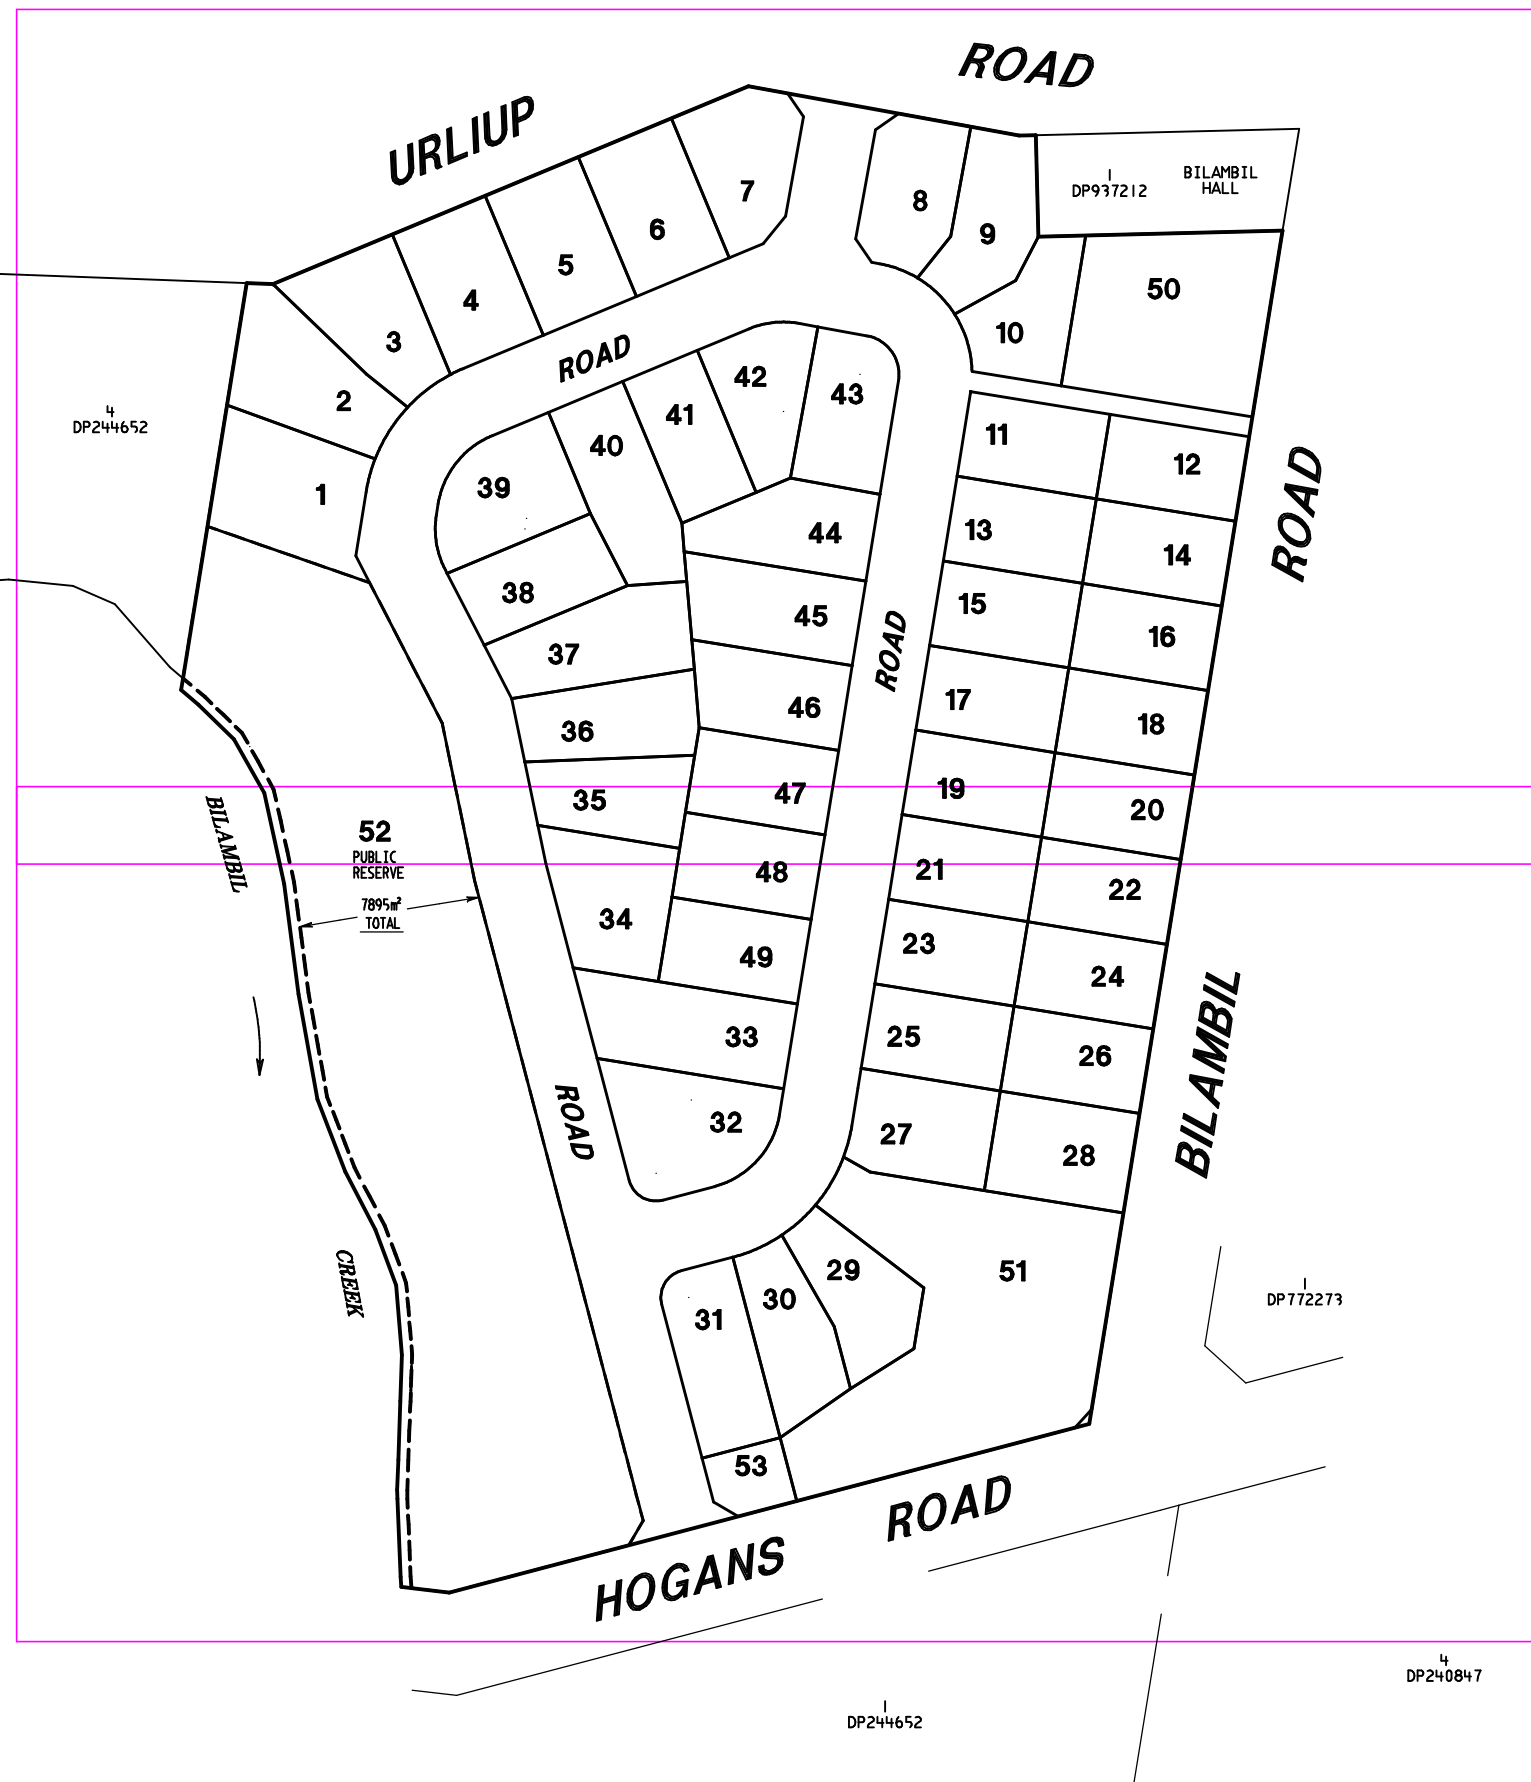 ROAD
URLIUP
1
DP937212
BILAMBIL
HALL
7
8
6
9
5
50
4
3
10
ROAD
42
43
2
4
DP244652
41
11
40
12
39
1
ROAD
13
44
14
38
15
45
16
37
ROAD
17
46
18
36
19
47
35
20
BILAMBIL
52
PUBLIC
RESERVE
7895m²
TOTAL
48
21
22
34
23
49
24
33
25
26
BILAMBIL
ROAD
32
27
28
CREEK
29
51
30
31
1
DP772273
53
ROAD
HOGANS
4
DP240847
1
DP244652